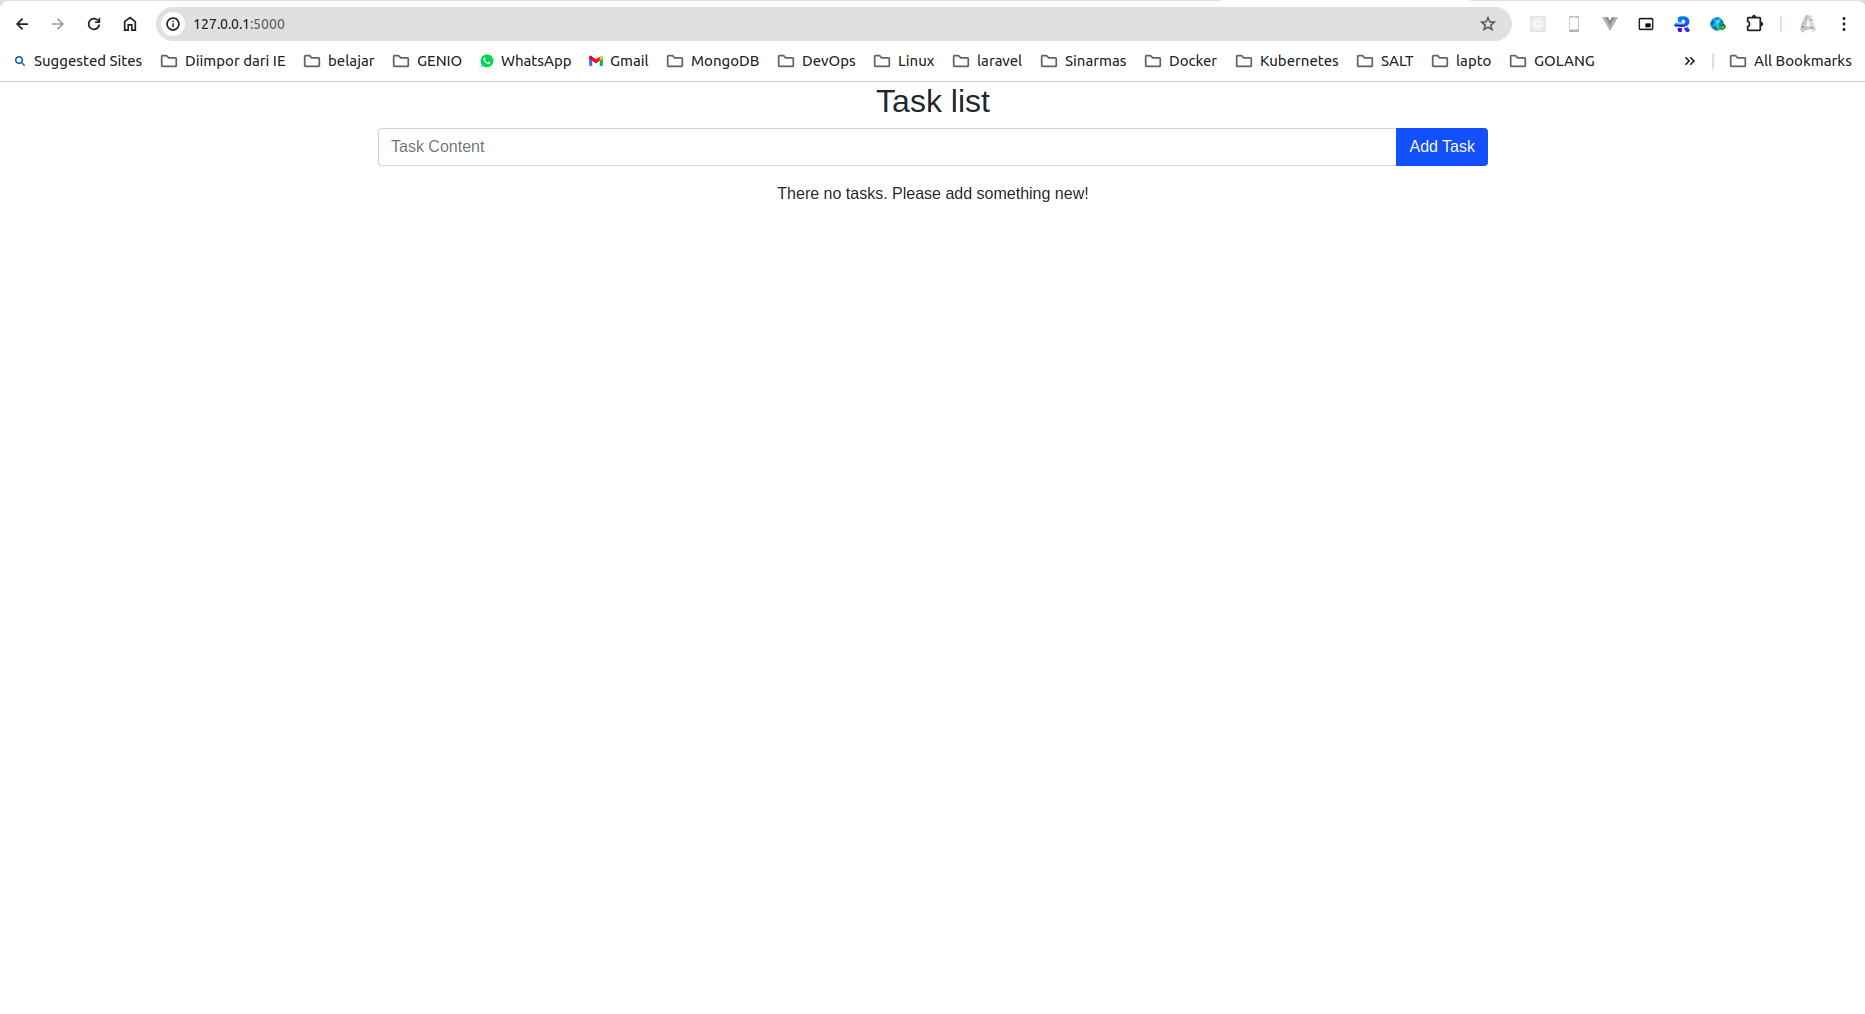 127.0.0.1:5000
Suggested Sites Diimpor dari IE belajar GENIO WhatsApp Gmail MongoDB DevOps Linux laravel Sinarmas Docker Kubernetes SALT lapto GOLANG » All Bookmarks
Task list
Task Content Add Task
There no tasks. Please add something new!